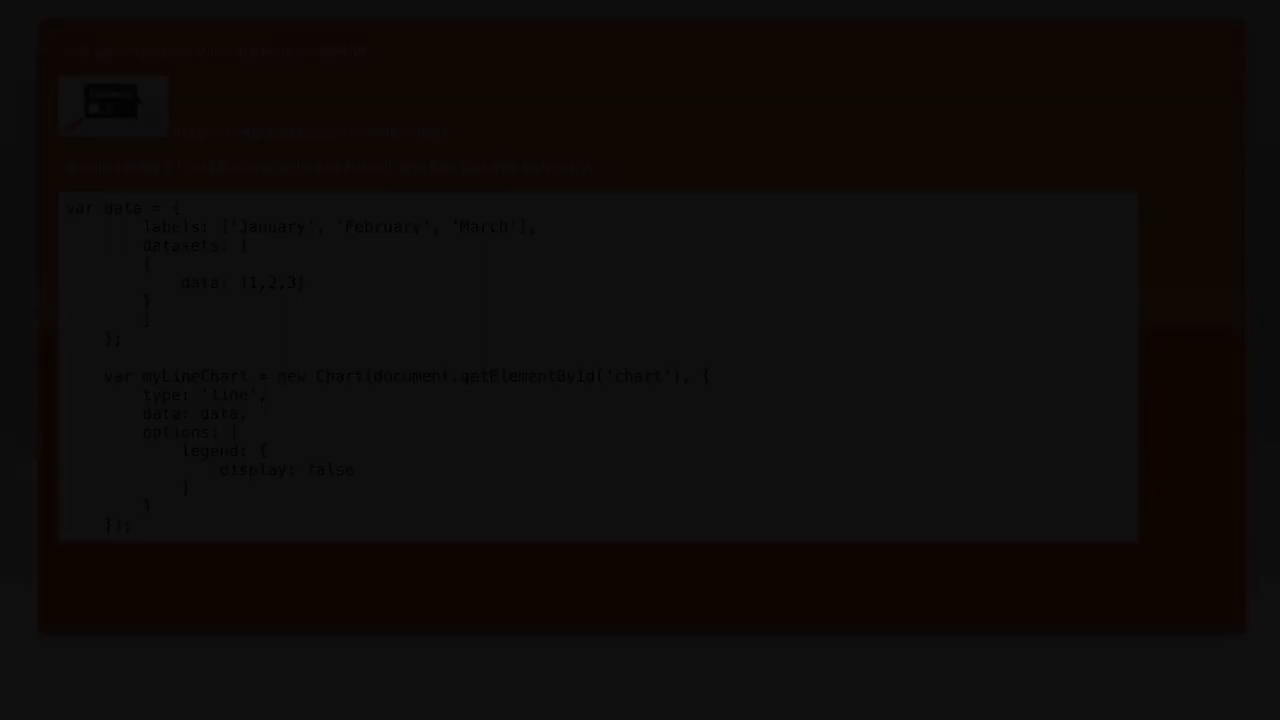 var data = {
labels: ['January', 'February', 'March'],
datasets: [
{
data: [1,2,3]
}
]
};
var myLineChart = new Chart(document.getElementById('chart'), {
type: 'line',
data: data,
options: {
legend: {
display: false
}
}
});